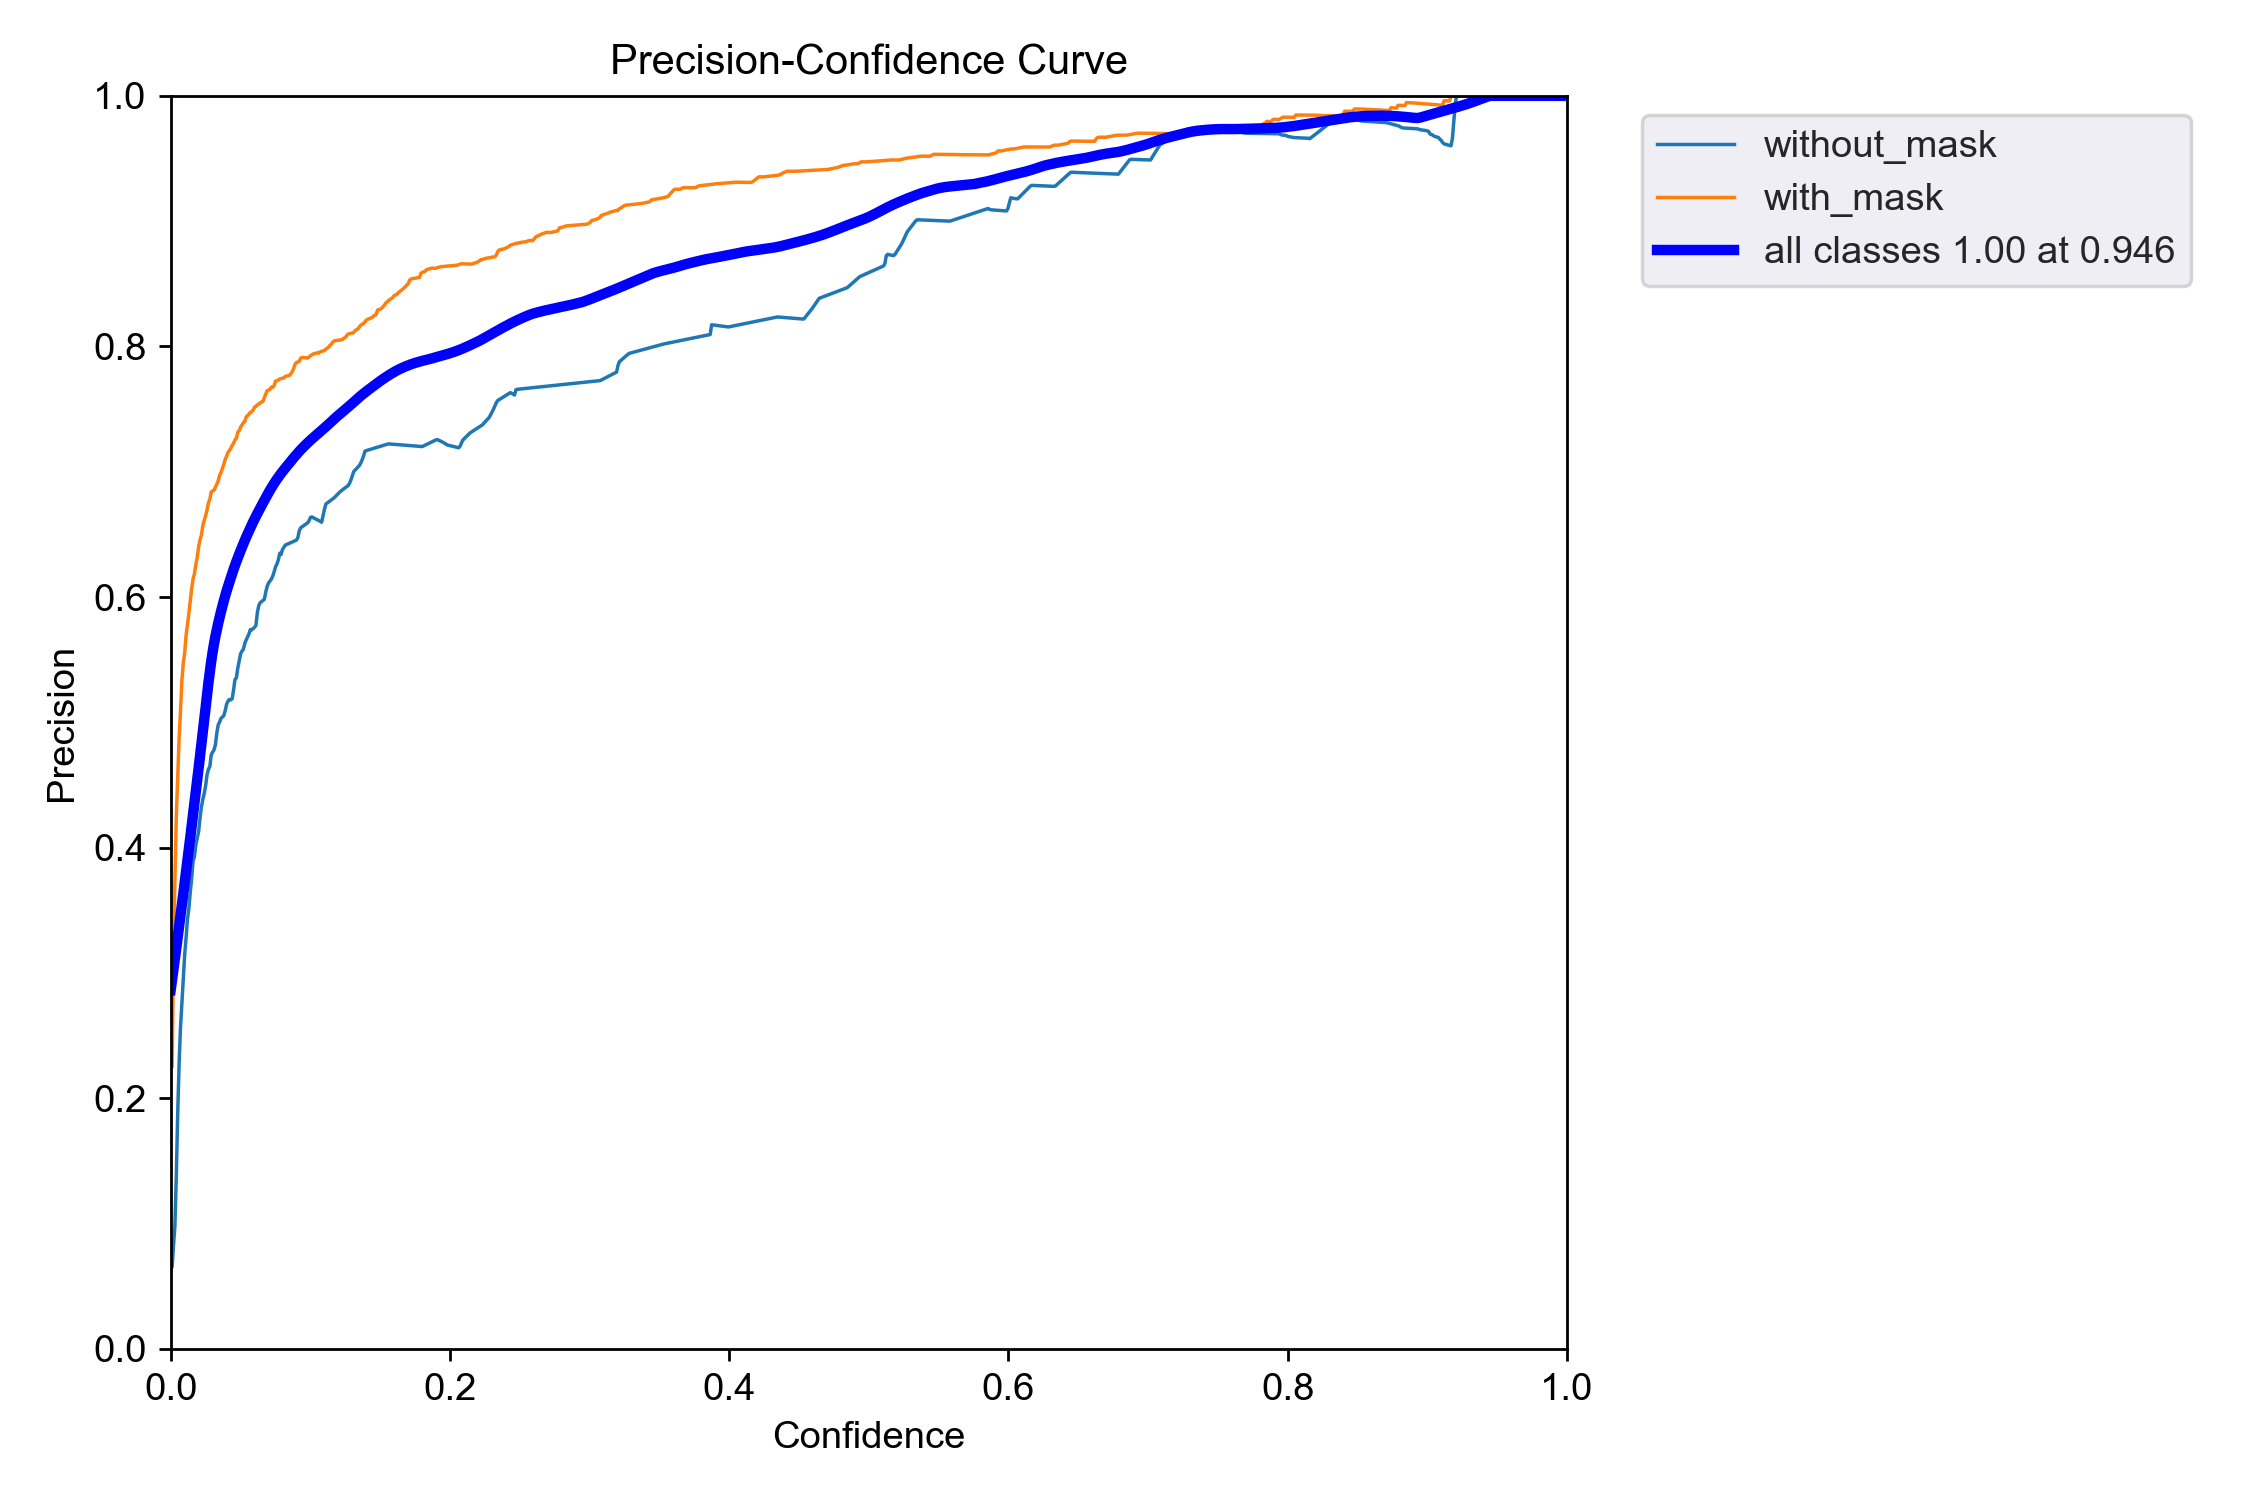 Precision-Confidence Curve
1.0
0.8
0.6
0.4
0.2
0.0
Precision
0.0 0.2 0.4 0.6 0.8 1.0
Confidence
without_mask
with_mask
all classes 1.00 at 0.946